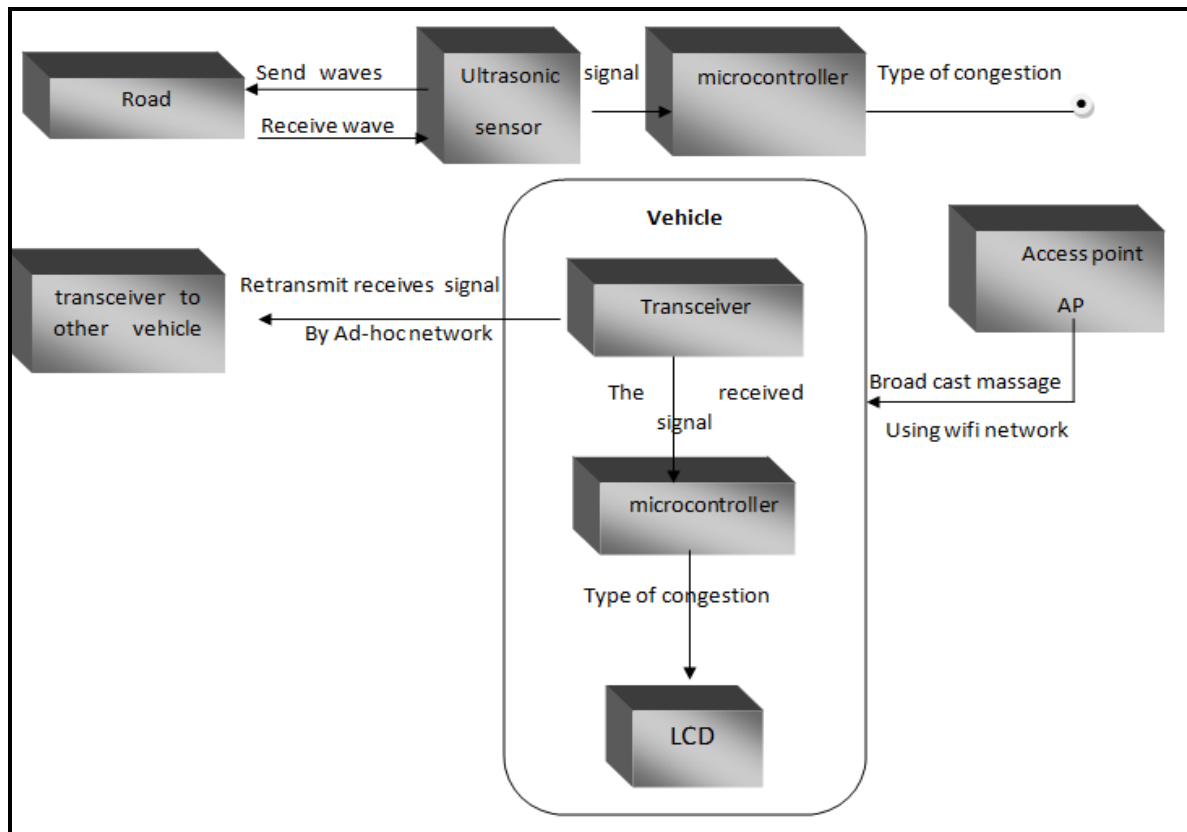 Road
Send waves
Receive wave
Ultrasonic
sensor
signal
microcontroller
Type of congestion
Vehicle
Transceiver
The received
signal
microcontroller
Type of congestion
LCD
transceiver to
other vehicle
Retransmit receives signal
By Ad-hoc network
Access point
AP
Broad cast massage
Using wifi network